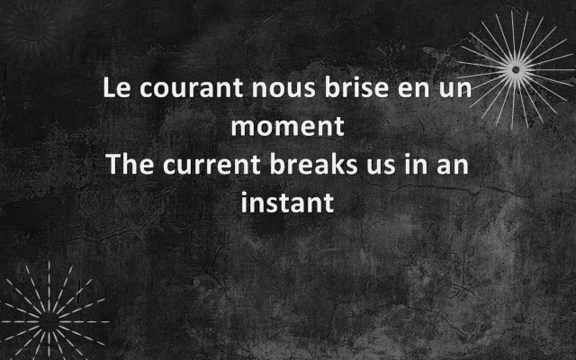 Le courant nous brise en un
moment
The current breaks us in an
instant